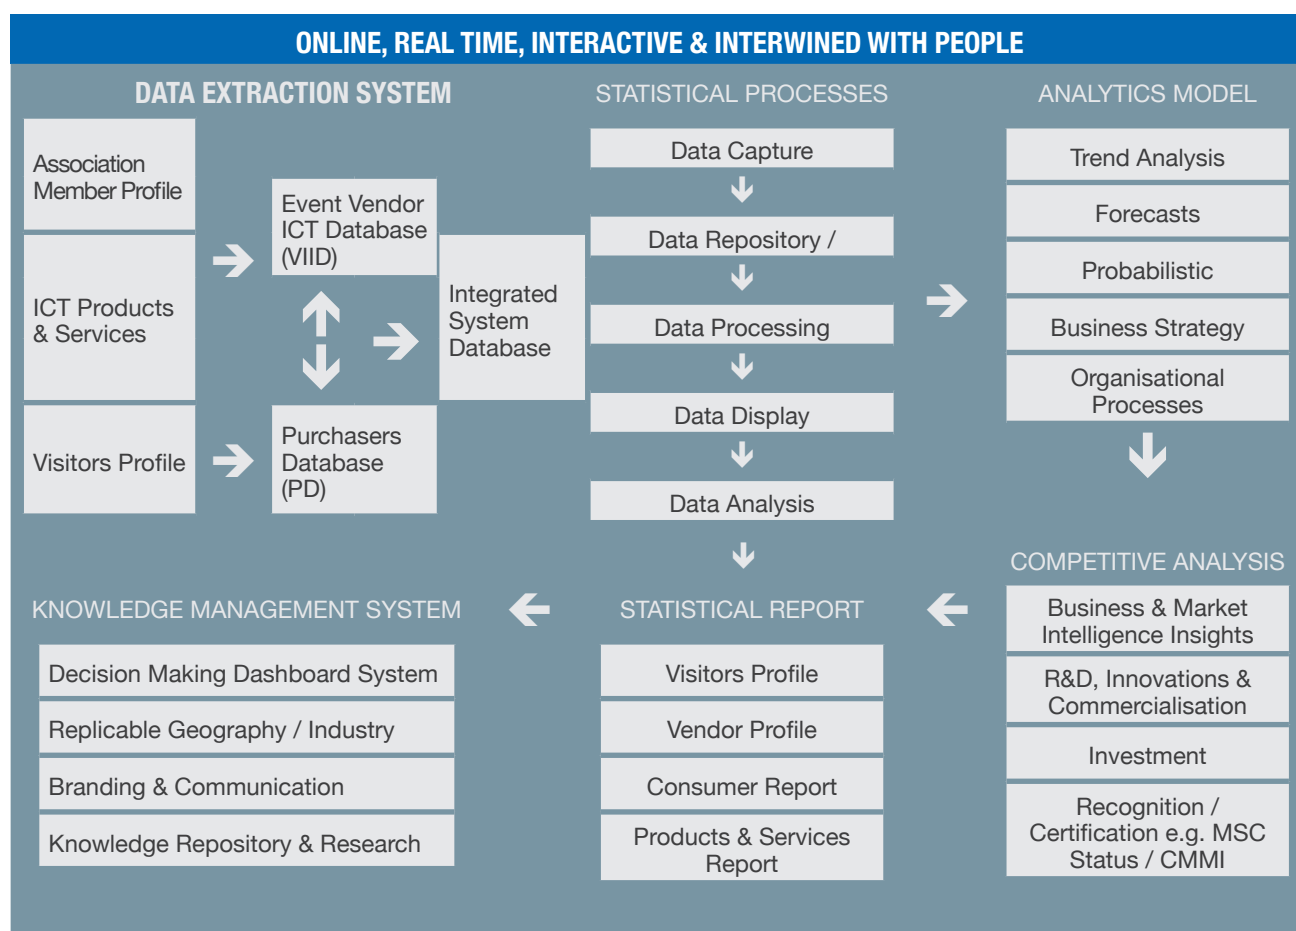 ONLINE, REAL TIME, INTERACTIVE & INTERWINED WITH PEOPLE
DATA EXTRACTION SYSTEM
Association
Member Profile
ICT Products
& Services
Visitors Profile
Event Vendor
ICT Database
(VIID)
Purchasers
Database
(PD)
Integrated
System
Database
STATISTICAL PROCESSES
Data Capture
Data Repository /
Data Processing
Data Display
Data Analysis
ANALYTICS MODEL
Trend Analysis
Forecasts
Probabilistic
Business Strategy
Organisational
Processes
COMPETITIVE ANALYSIS
Business & Market
Intelligence Insights
R&D, Innovations &
Commercialisation
Investment
Recognition /
Certification e.g. MSC
Status / CMMI
STATISTICAL REPORT
Visitors Profile
Vendor Profile
Consumer Report
Products & Services
Report
KNOWLEDGE MANAGEMENT SYSTEM
Decision Making Dashboard System
Replicable Geography / Industry
Branding & Communication
Knowledge Repository & Research